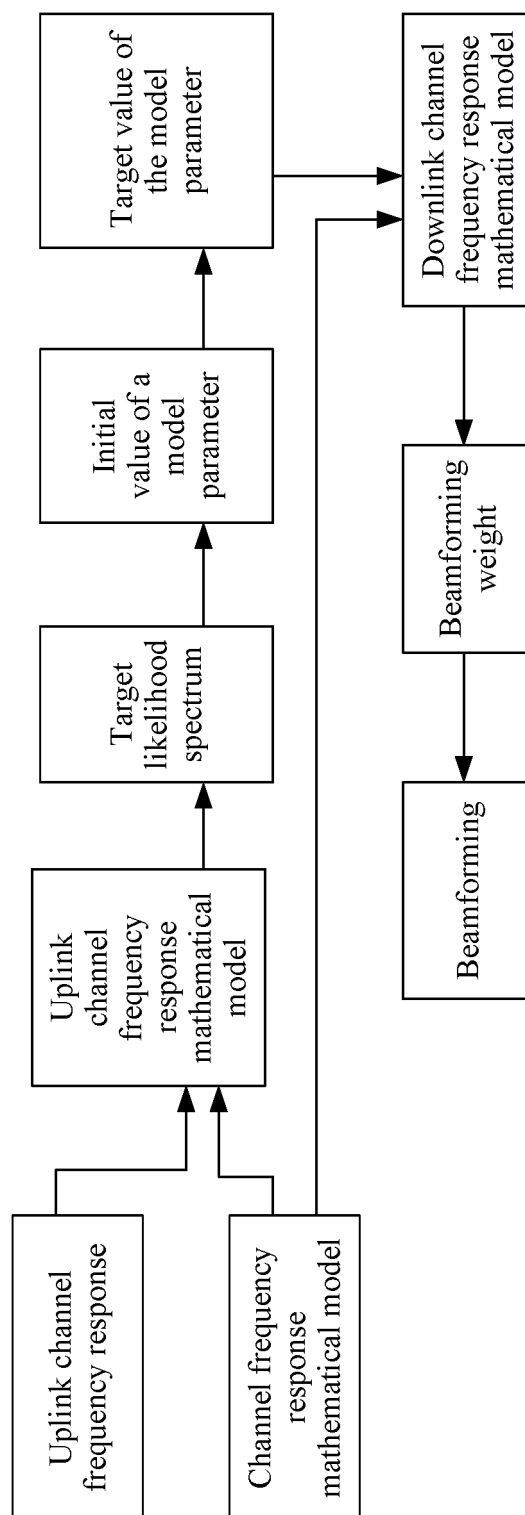 Uplink channel
frequency response
Channel frequency
response
mathematical model
Uplink
channel
frequency
response
mathematical
model
Target
likelihood
spectrum
Initial
value of a
model
parameter
Target value of
the model
parameter
Downlink channel
frequency response
mathematical model
Beamforming
weight
Beamforming